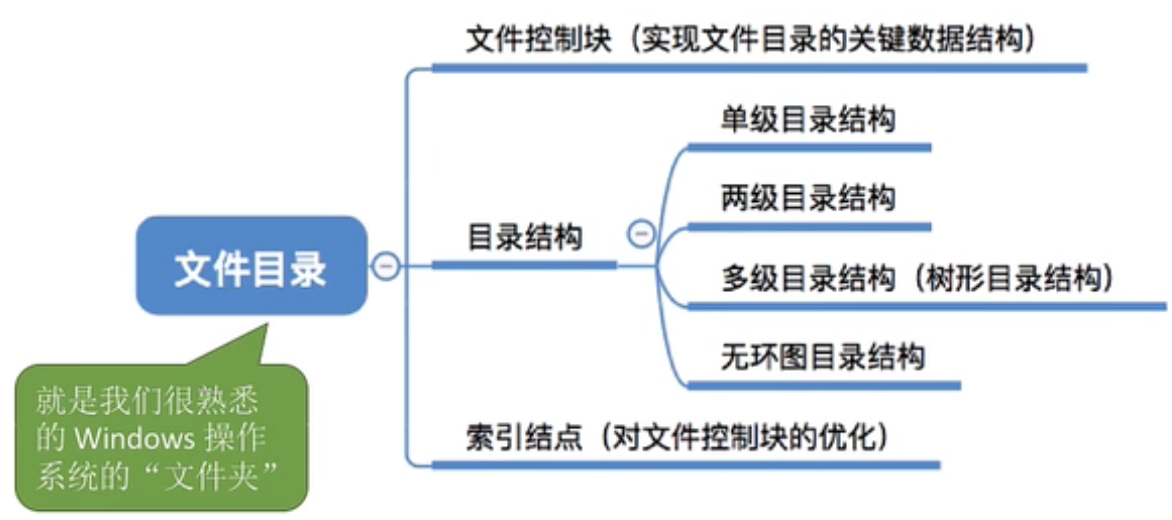 文件控制块（实现文件目录的关键数据结构）
单级目录结构
两级目录结构
目录结构
文件目录
多级目录结构（树形目录结构）
无环图目录结构
就是我们很熟悉
的 Windows 操作
系统的“文件夹”
索引结点（对文件控制块的优化）